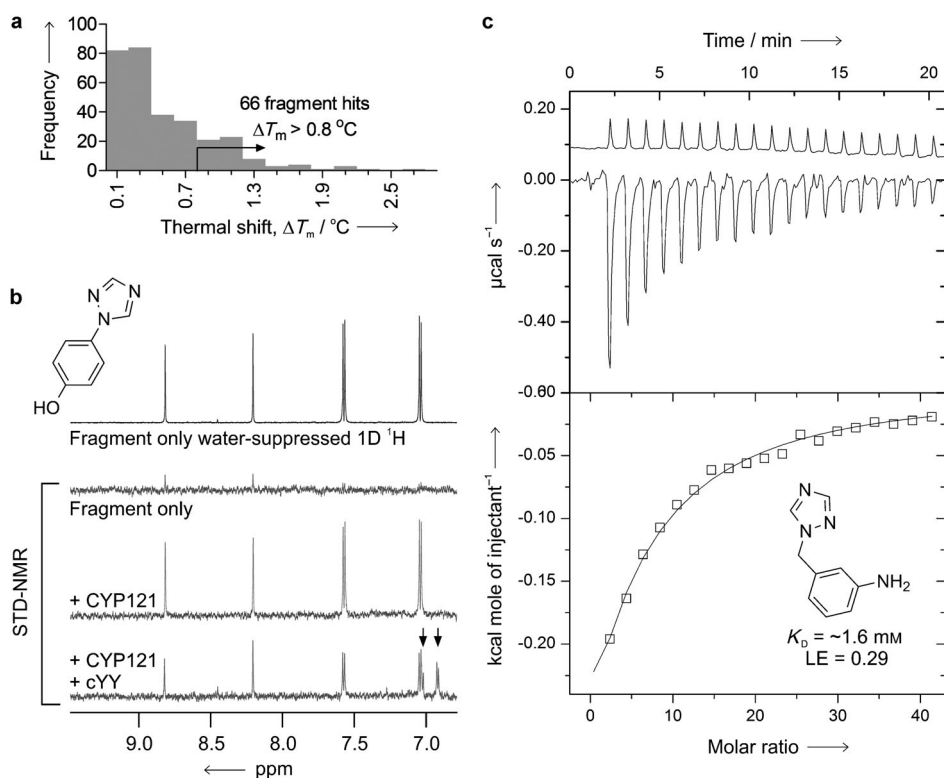 a
Frequency
100
80
60
40
20
0
66 fragment hits
ΔTm > 0.8 °C
0.1
0.7
1.3
1.9
2.5
Thermal shift, ΔTm / °C
b
N
N
N
HO
Fragment only water-suppressed 1D ¹H
STD-NMR
Fragment only
+ CYP121
+ CYP121
+ cYY
9.0
8.5
8.0
7.5
7.0
ppm
c
Time / min
0
5
10
15
20
0.20
0.00
-0.20
-0.40
-0.60
µcal s⁻¹
-0.05
-0.10
-0.15
-0.20
kcal mole of injectant⁻¹
N
N
N
NH₂
KD = ~1.6 mM
LE = 0.29
0
10
20
30
40
Molar ratio